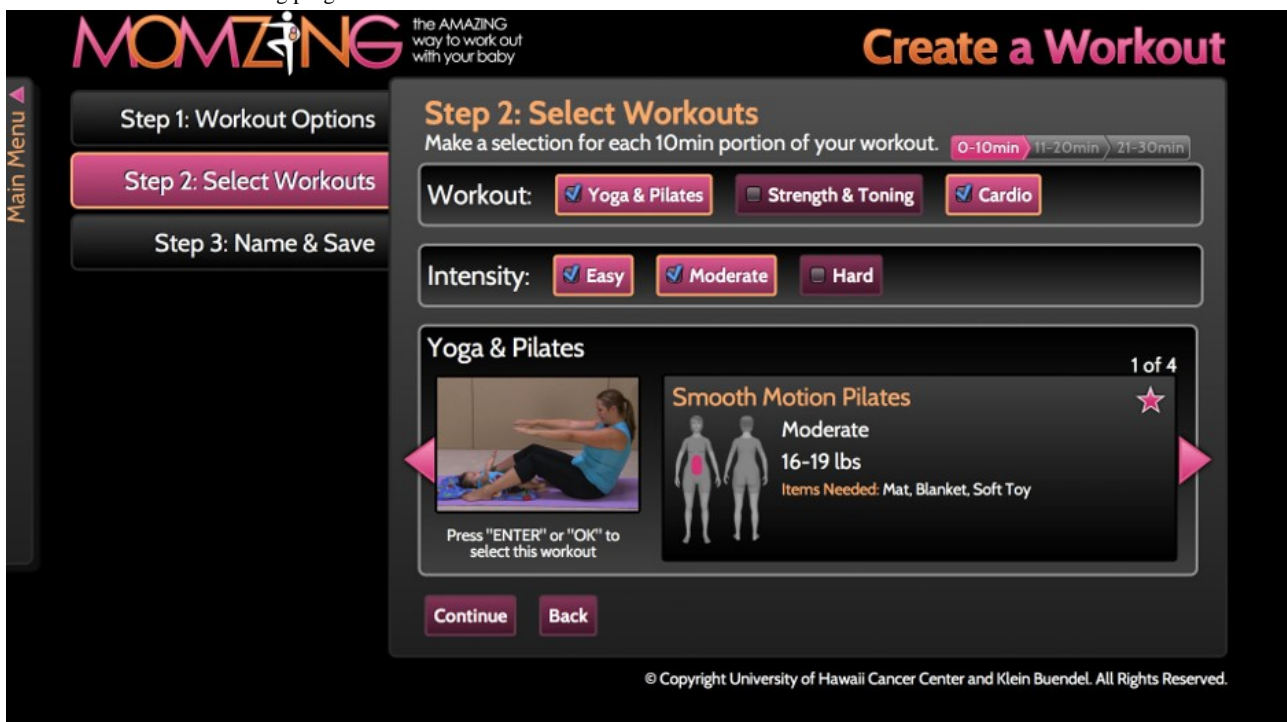 MOMZING
the AMAZING
way to work out
with your baby
Create a Workout
Main Menu
Step 1: Workout Options
Step 2: Select Workouts
Step 3: Name & Save
Step 2: Select Workouts
Make a selection for each 10min portion of your workout.
0-10min 11-20min 21-30min
Workout: Yoga & Pilates Strength & Toning Cardio
Intensity: Easy Moderate Hard
Yoga & Pilates
1 of 4
Smooth Motion Pilates
Moderate
16-19 lbs
Items Needed: Mat, Blanket, Soft Toy
Press "ENTER" or "OK" to
select this workout
Continue Back
© Copyright University of Hawaii Cancer Center and Klein Buendel. All Rights Reserved.